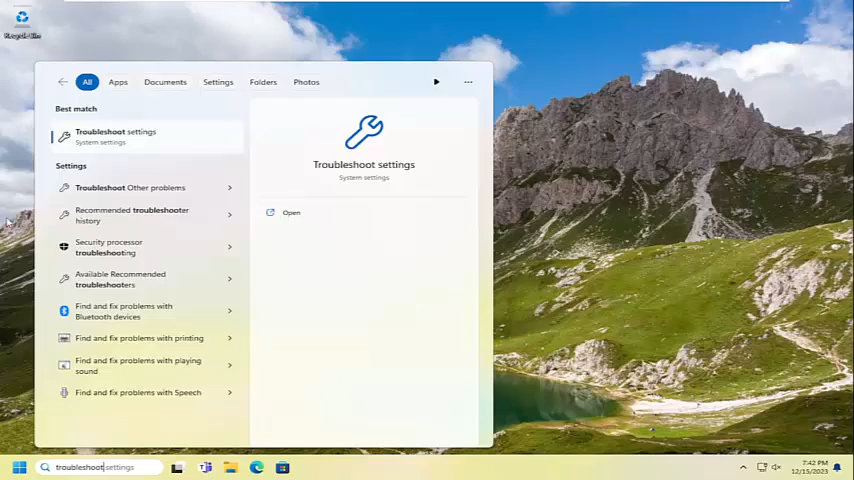 Recycle Bin
All
Apps
Documents
Settings
Folders
Photos
Best match
Troubleshoot settings
System settings
Settings
Troubleshoot Other problems
Recommended troubleshooter
history
Security processor
troubleshooting
Available Recommended
troubleshooters
Find and fix problems with
Bluetooth devices
Find and fix problems with printing
Find and fix problems with playing
sound
Find and fix problems with Speech
Troubleshoot settings
System settings
Open
troubleshoot settings
7:42 PM
12/15/2023